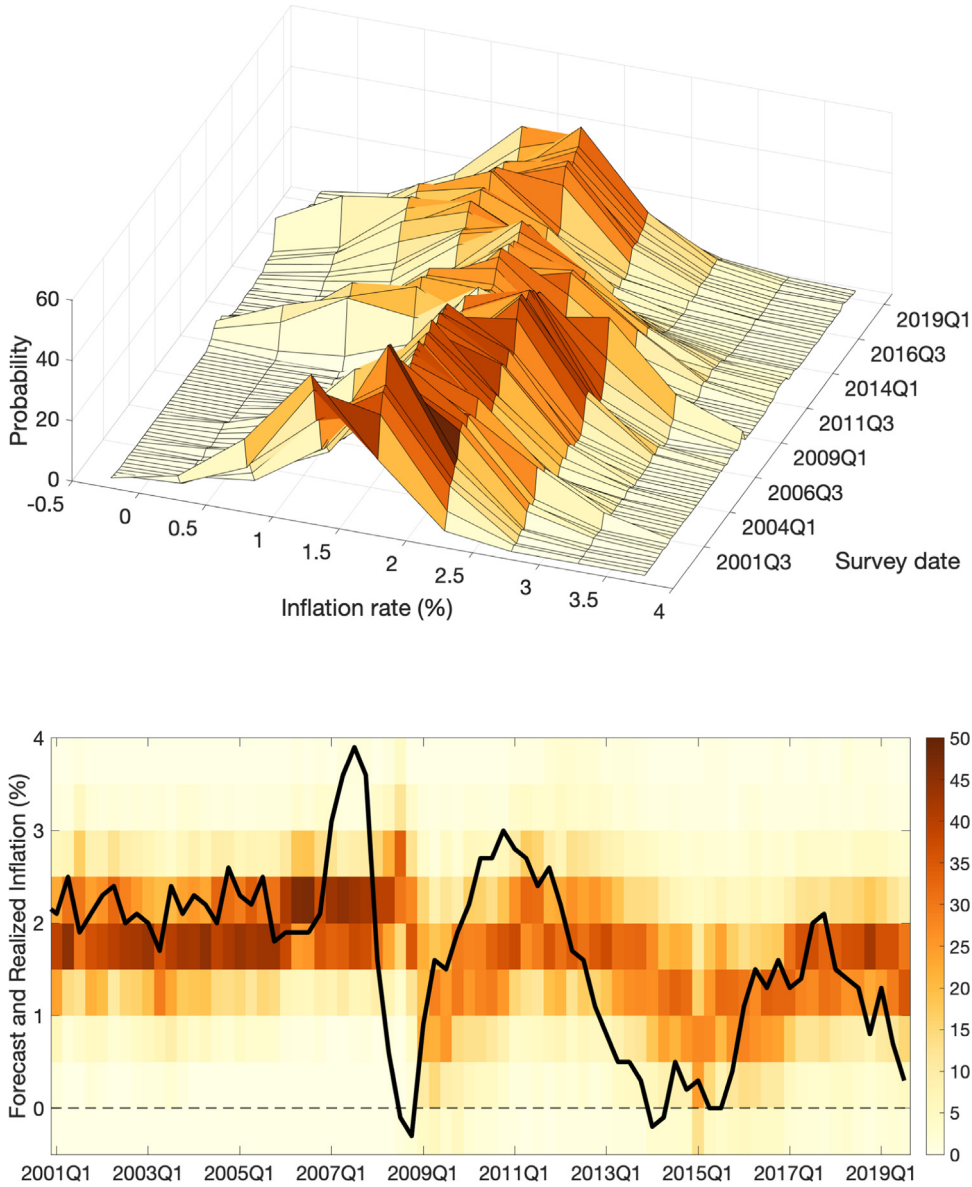 60
40
20
0
Probability
-0.5
0
0.5
1
1.5
2
2.5
3
3.5
4
Inflation rate (%)
2019Q1
2016Q3
2014Q1
2011Q3
2009Q1
2006Q3
2004Q1
2001Q3
Survey date
Forecast and Realized Inflation (%)
4
3
2
1
0
2001Q1 2003Q1 2005Q1 2007Q1 2009Q1 2011Q1 2013Q1 2015Q1 2017Q1 2019Q1
50
45
40
35
30
25
20
15
10
5
0